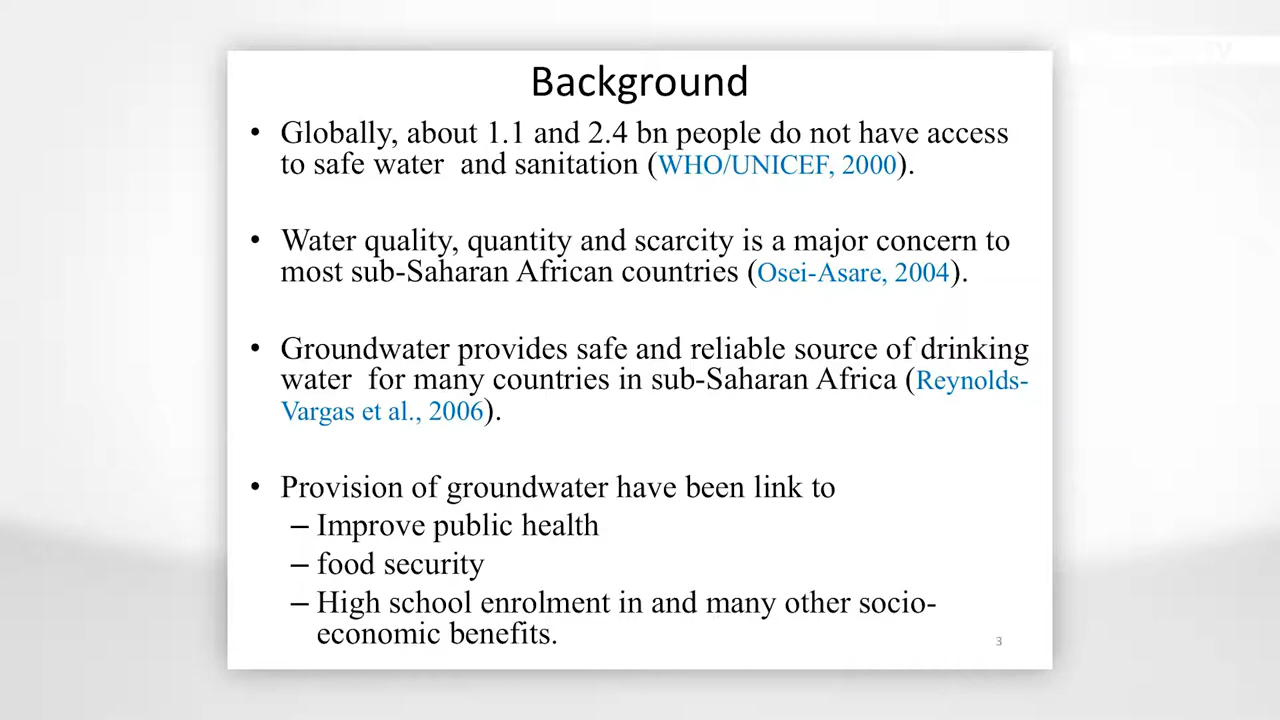 Background
• Globally, about 1.1 and 2.4 bn people do not have access
to safe water and sanitation (WHO/UNICEF, 2000).
• Water quality, quantity and scarcity is a major concern to
most sub-Saharan African countries (Osei-Asare, 2004).
• Groundwater provides safe and reliable source of drinking
water for many countries in sub-Saharan Africa (Reynolds-
Vargas et al., 2006).
• Provision of groundwater have been link to
– Improve public health
– food security
– High school enrolment in and many other socio-
economic benefits.
3